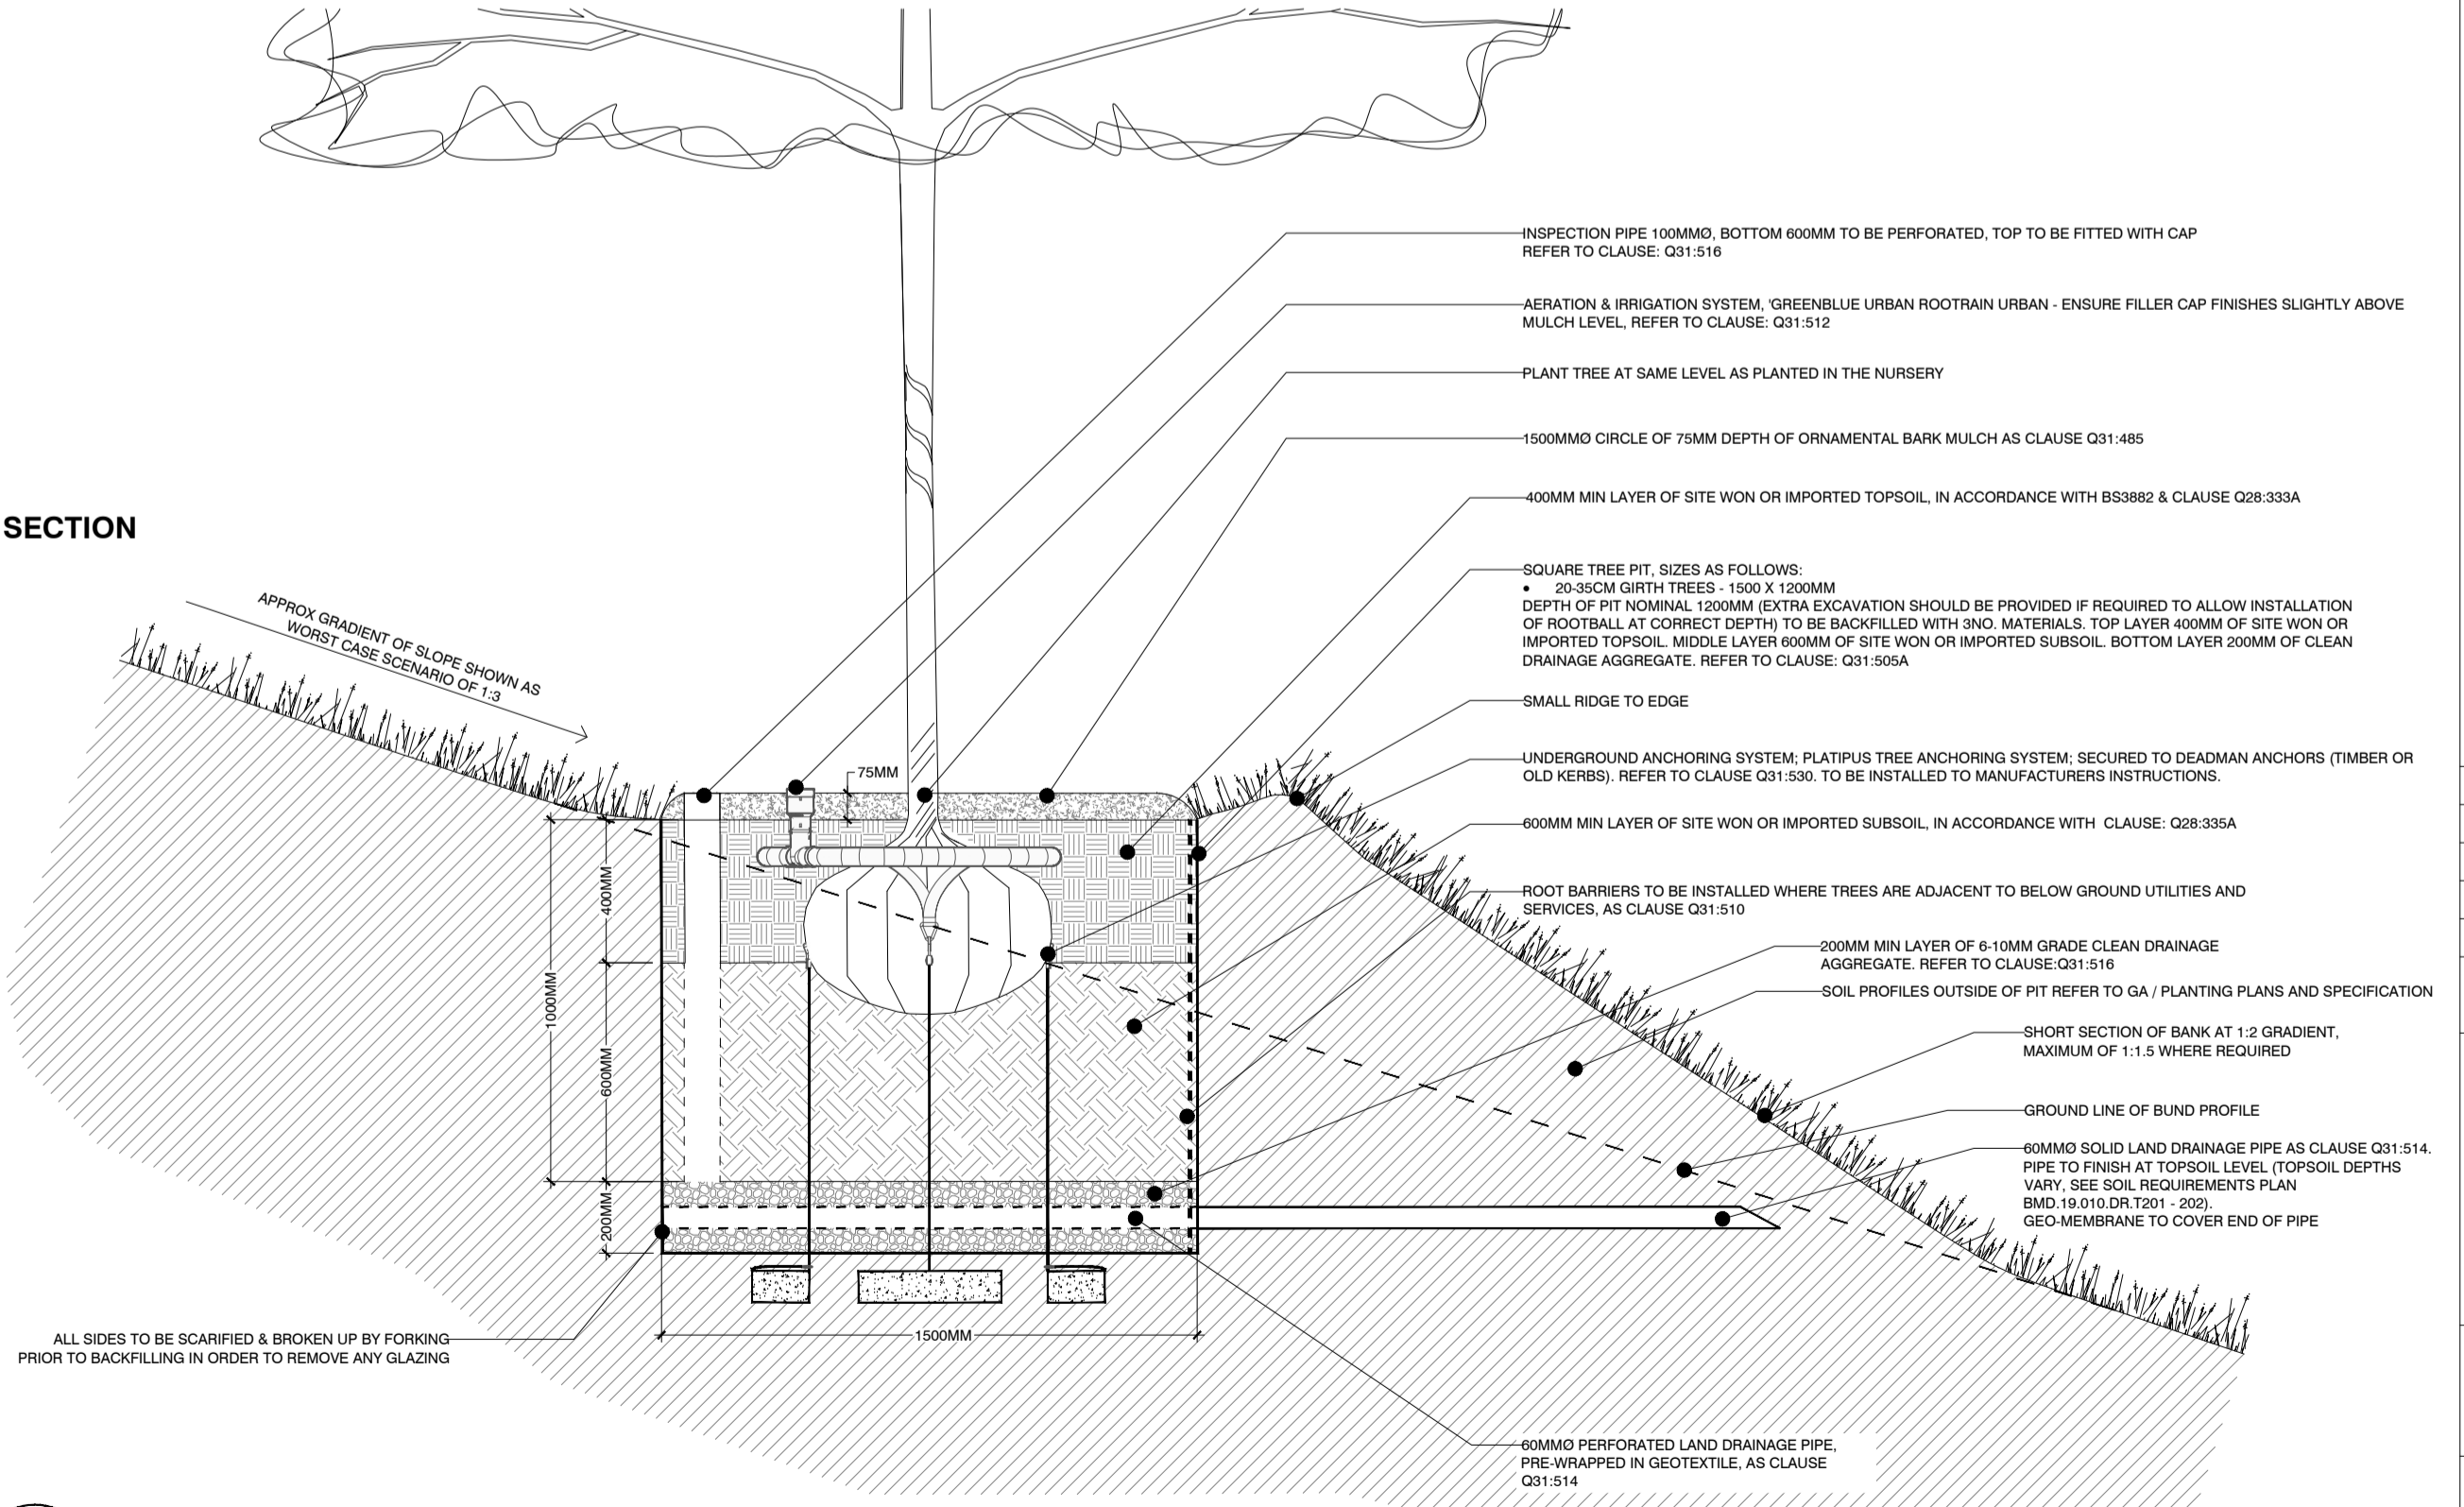 INSPECTION PIPE 100MMØ, BOTTOM 600MM TO BE PERFORATED, TOP TO BE FITTED WITH CAP
REFER TO CLAUSE: Q31:516
AERATION & IRRIGATION SYSTEM, 'GREENBLUE URBAN ROOTRAIN URBAN - ENSURE FILLER CAP FINISHES SLIGHTLY ABOVE
MULCH LEVEL, REFER TO CLAUSE: Q31:512
PLANT TREE AT SAME LEVEL AS PLANTED IN THE NURSERY
1500MMØ CIRCLE OF 75MM DEPTH OF ORNAMENTAL BARK MULCH AS CLAUSE Q31:485
400MM MIN LAYER OF SITE WON OR IMPORTED TOPSOIL, IN ACCORDANCE WITH BS3882 & CLAUSE Q28:333A
SECTION
SQUARE TREE PIT, SIZES AS FOLLOWS:
• 20-35CM GIRTH TREES - 1500 X 1200MM
DEPTH OF PIT NOMINAL 1200MM (EXTRA EXCAVATION SHOULD BE PROVIDED IF REQUIRED TO ALLOW INSTALLATION
OF ROOTBALL AT CORRECT DEPTH) TO BE BACKFILLED WITH 3NO. MATERIALS. TOP LAYER 400MM OF SITE WON OR
IMPORTED TOPSOIL. MIDDLE LAYER 600MM OF SITE WON OR IMPORTED SUBSOIL. BOTTOM LAYER 200MM OF CLEAN
DRAINAGE AGGREGATE. REFER TO CLAUSE: Q31:505A
APPROX GRADIENT OF SLOPE SHOWN AS
WORST CASE SCENARIO OF 1:3
SMALL RIDGE TO EDGE
UNDERGROUND ANCHORING SYSTEM; PLATIPUS TREE ANCHORING SYSTEM; SECURED TO DEADMAN ANCHORS (TIMBER OR
OLD KERBS). REFER TO CLAUSE Q31:530. TO BE INSTALLED TO MANUFACTURERS INSTRUCTIONS.
75MM
600MM MIN LAYER OF SITE WON OR IMPORTED SUBSOIL, IN ACCORDANCE WITH CLAUSE: Q28:335A
ROOT BARRIERS TO BE INSTALLED WHERE TREES ARE ADJACENT TO BELOW GROUND UTILITIES AND
SERVICES, AS CLAUSE Q31:510
400MM
1000MM
600MM
200MM
200MM MIN LAYER OF 6-10MM GRADE CLEAN DRAINAGE
AGGREGATE. REFER TO CLAUSE:Q31:516
SOIL PROFILES OUTSIDE OF PIT REFER TO GA / PLANTING PLANS AND SPECIFICATION
SHORT SECTION OF BANK AT 1:2 GRADIENT,
MAXIMUM OF 1:1.5 WHERE REQUIRED
GROUND LINE OF BUND PROFILE
60MMØ SOLID LAND DRAINAGE PIPE AS CLAUSE Q31:514.
PIPE TO FINISH AT TOPSOIL LEVEL (TOPSOIL DEPTHS
VARY, SEE SOIL REQUIREMENTS PLAN
BMD.19.010.DR.T201 - 202).
GEO-MEMBRANE TO COVER END OF PIPE
ALL SIDES TO BE SCARIFIED & BROKEN UP BY FORKING
PRIOR TO BACKFILLING IN ORDER TO REMOVE ANY GLAZING
1500MM
60MMØ PERFORATED LAND DRAINAGE PIPE,
PRE-WRAPPED IN GEOTEXTILE, AS CLAUSE
Q31:514